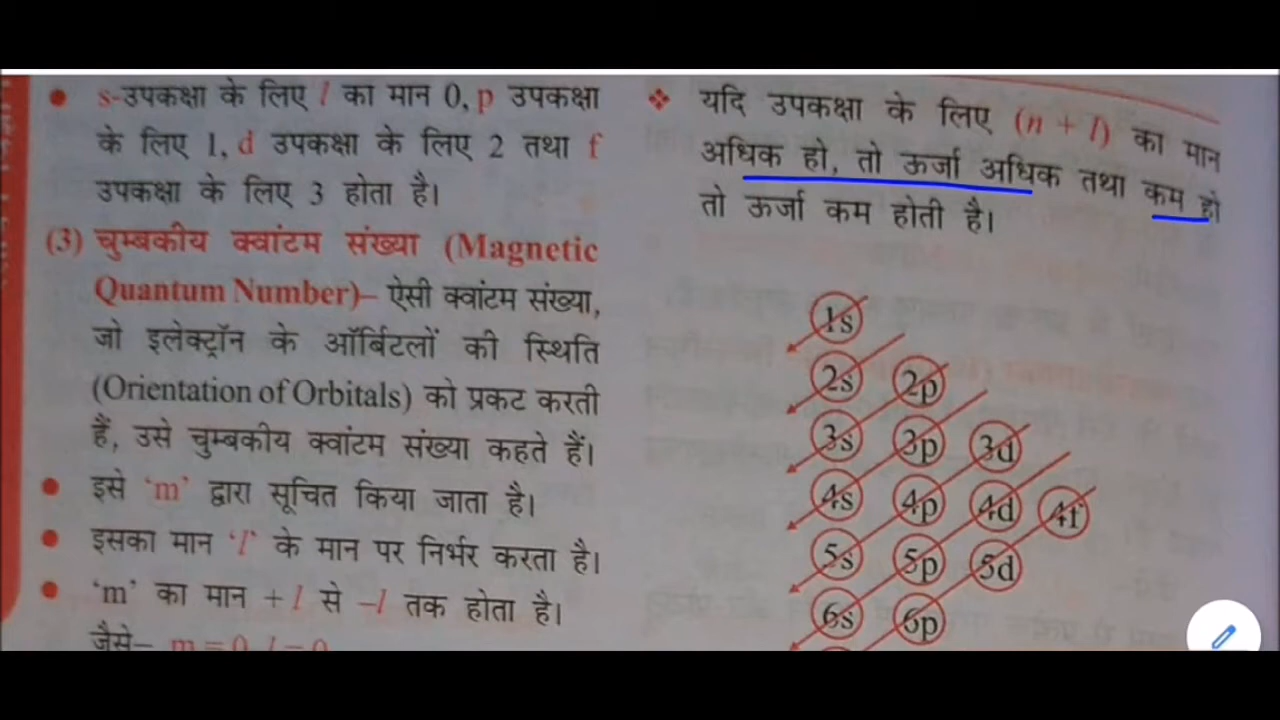 s-उपकक्षा के लिए l का मान 0, p उपकक्षा
के लिए 1, d उपकक्षा के लिए 2 तथा f
उपकक्षा के लिए 3 होता है।
(3) चुम्बकीय क्वांटम संख्या (Magnetic
Quantum Number)– ऐसी क्वांटम संख्या,
जो इलेक्ट्रॉन के ऑर्बिटलों की स्थिति
(Orientation of Orbitals) को प्रकट करती
हैं, उसे चुम्बकीय क्वांटम संख्या कहते हैं।
इसे ‘m’ द्वारा सूचित किया जाता है।
इसका मान ‘l’ के मान पर निर्भर करता है।
‘m’ का मान +l से –l तक होता है।
जैसे– m = 0, l = 0
यदि उपकक्षा के लिए (n + l) का मान
अधिक हो, तो ऊर्जा अधिक तथा कम हो
तो ऊर्जा कम होती है।
1s
2s 2p
3s 3p 3d
4s 4p 4d 4f
5s 5p 5d
6s 6p